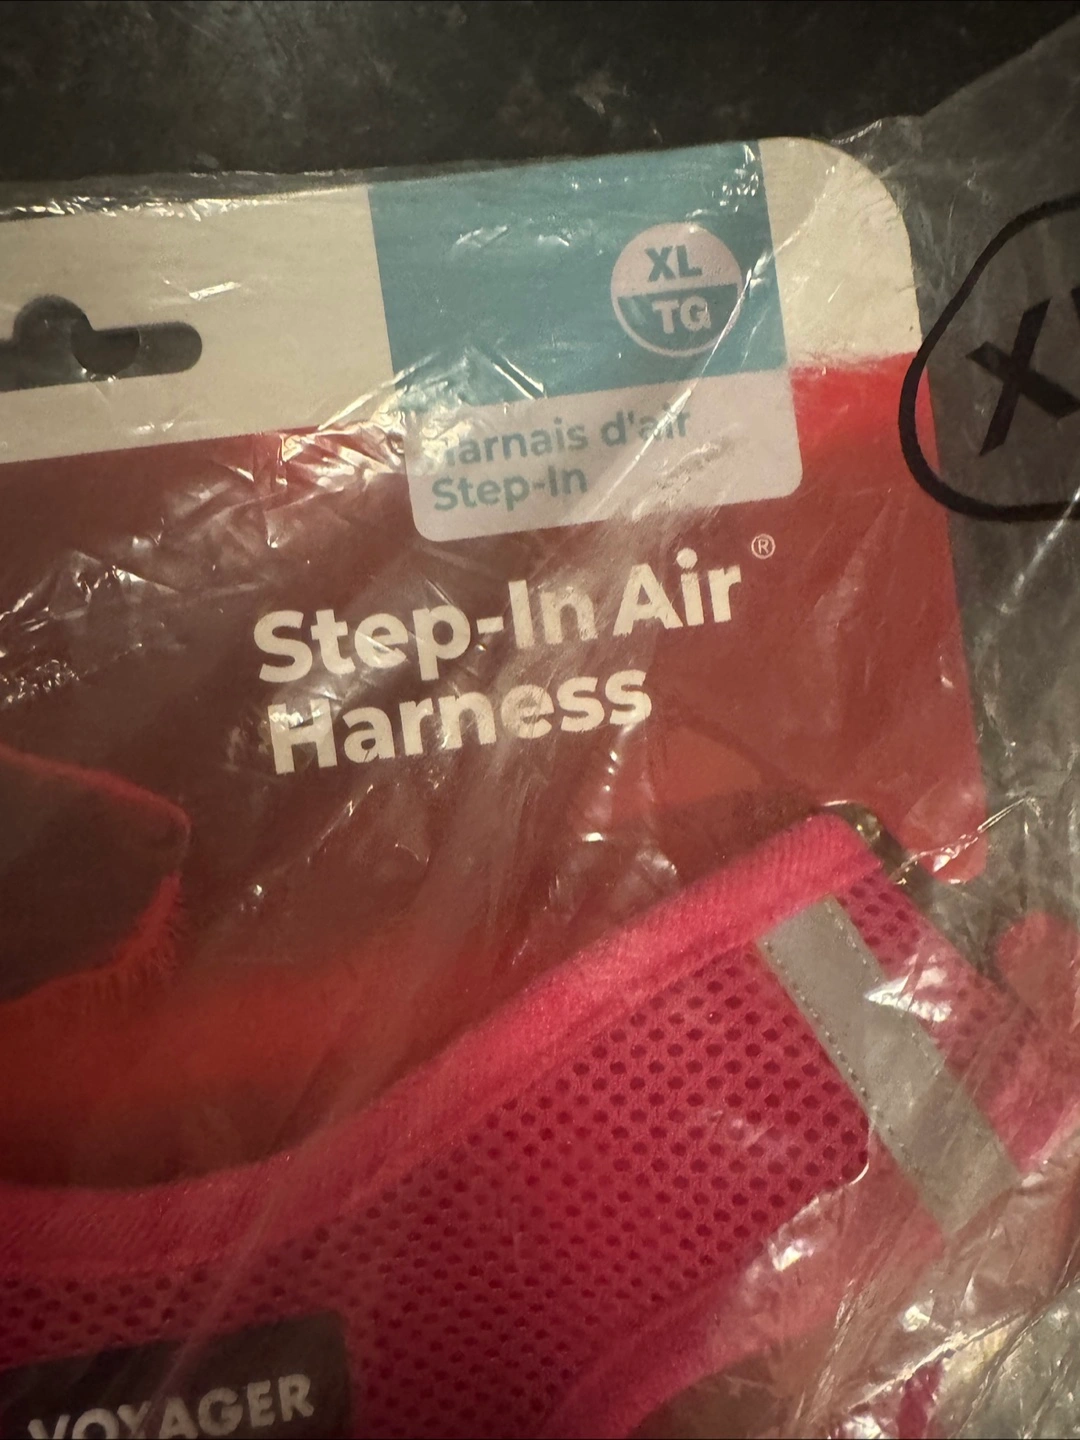 XL
TG
Harnais d'air
Step-In
Step-In Air®
Harness
X
VOYAGER